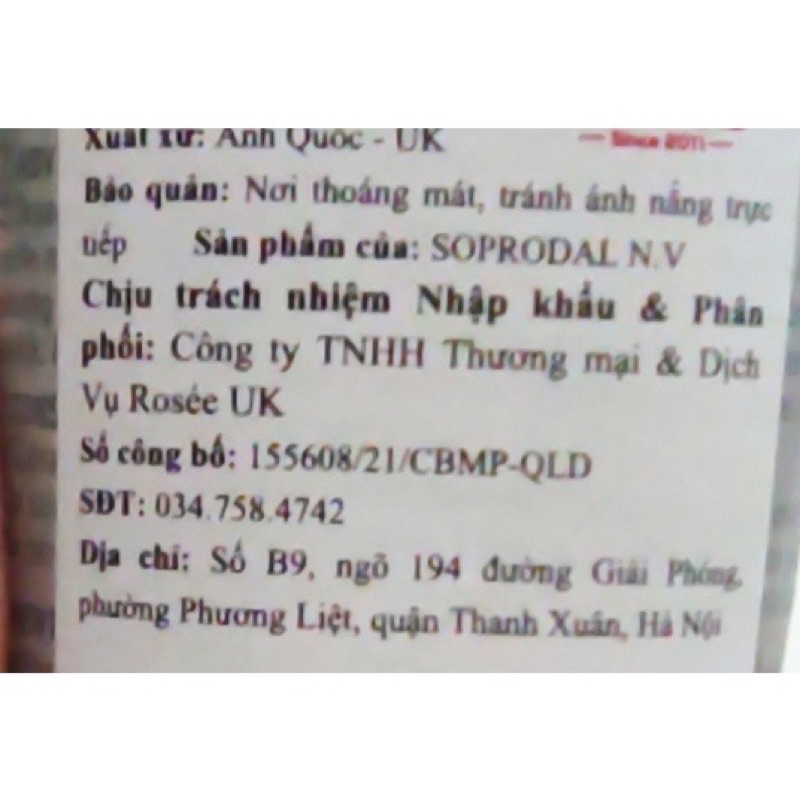 Xuất xứ: Anh Quốc - UK
— Since 2011 —
Bảo quản: Nơi thoáng mát, tránh ánh nắng trực
tiếp Sản phẩm của: SOPRODAL N.V
Chịu trách nhiệm Nhập khẩu & Phân
phối: Công ty TNHH Thương mại & Dịch
Vụ Rosée UK
Số công bố: 155608/21/CBMP-QLD
SĐT: 034.758.4742
Địa chỉ: Số B9, ngõ 194 đường Giải Phóng,
phường Phương Liệt, quận Thanh Xuân, Hà Nội